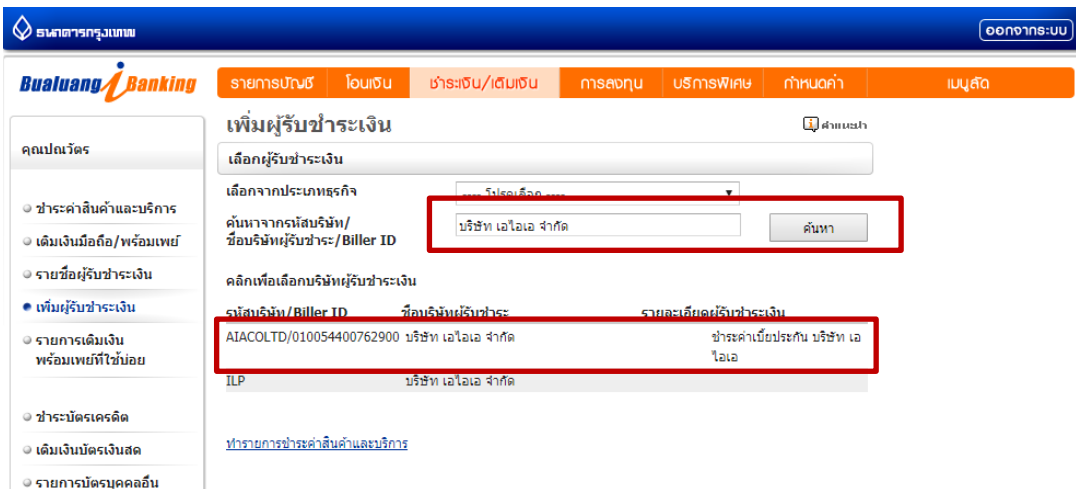 ธนาคารกรุงเทพ
ออกจากระบบ
Bualuang iBanking
รายการบัญชี โอนเงิน ชำระเงิน/เติมเงิน การลงทุน บริการพิเศษ กำหนดค่า เมนูลัด
เพิ่มผู้รับชำระเงิน
คำแนะนำ
คุณปณวัตร
เลือกผู้รับชำระเงิน
เลือกจากประเภทธุรกิจ
---- โปรดเลือก ----
ชำระค่าสินค้าและบริการ
ค้นหาจากรหัสบริษัท/
ชื่อบริษัทผู้รับชำระ/Biller ID
บริษัท เอไอเอ จำกัด
ค้นหา
เติมเงินมือถือ/พร้อมเพย์
รายชื่อผู้รับชำระเงิน
คลิกเพื่อเลือกบริษัทผู้รับชำระเงิน
เพิ่มผู้รับชำระเงิน
รหัสบริษัท/Biller ID ชื่อบริษัทผู้รับชำระ รายละเอียดผู้รับชำระเงิน
AIACOLTD/010054400762900 บริษัท เอไอเอ จำกัด ชำระค่าเบี้ยประกัน บริษัท เอ
ไอเอ
รายการเติมเงิน
พร้อมเพย์ที่ใช้บ่อย
ILP บริษัท เอไอเอ จำกัด
ชำระบัตรเครดิต
ทำรายการชำระค่าสินค้าและบริการ
เติมเงินบัตรเงินสด
รายการบัตรบุคคลอื่น